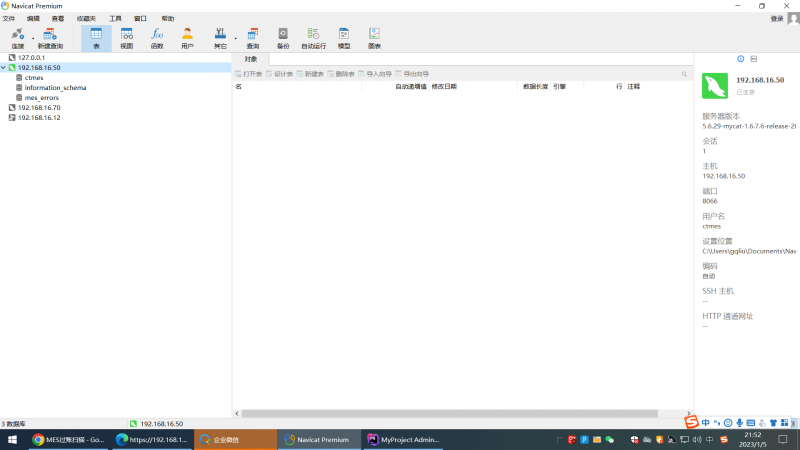 Navicat Premium
文件 编辑 查看 收藏夹 工具 窗口 帮助
登录
连接 新建查询 表 视图 函数 用户 其它 查询 备份 自动运行 模型 图表
127.0.0.1
192.168.16.50
ctmes
information_schema
mes_errors
192.168.16.70
192.168.16.12
对象
打开表 设计表 新建表 删除表 导入向导 导出向导
名 自动递增值 修改日期 数据长度 引擎 行 注释
192.168.16.50
已连接
服务器版本
5.6.29-mycat-1.6.7.6-release-20
会话
1
主机
192.168.16.50
端口
8066
用户名
ctmes
设置位置
C:\Users\gqliu\Documents\Nav
编码
自动
SSH 主机
--
HTTP 通道网址
--
3 数据库 192.168.16.50
中
MES过账扫描 - Go... https://192.168.1... 企业微信 Navicat Premium MyProject Admin...
中
21:52
2023/1/5